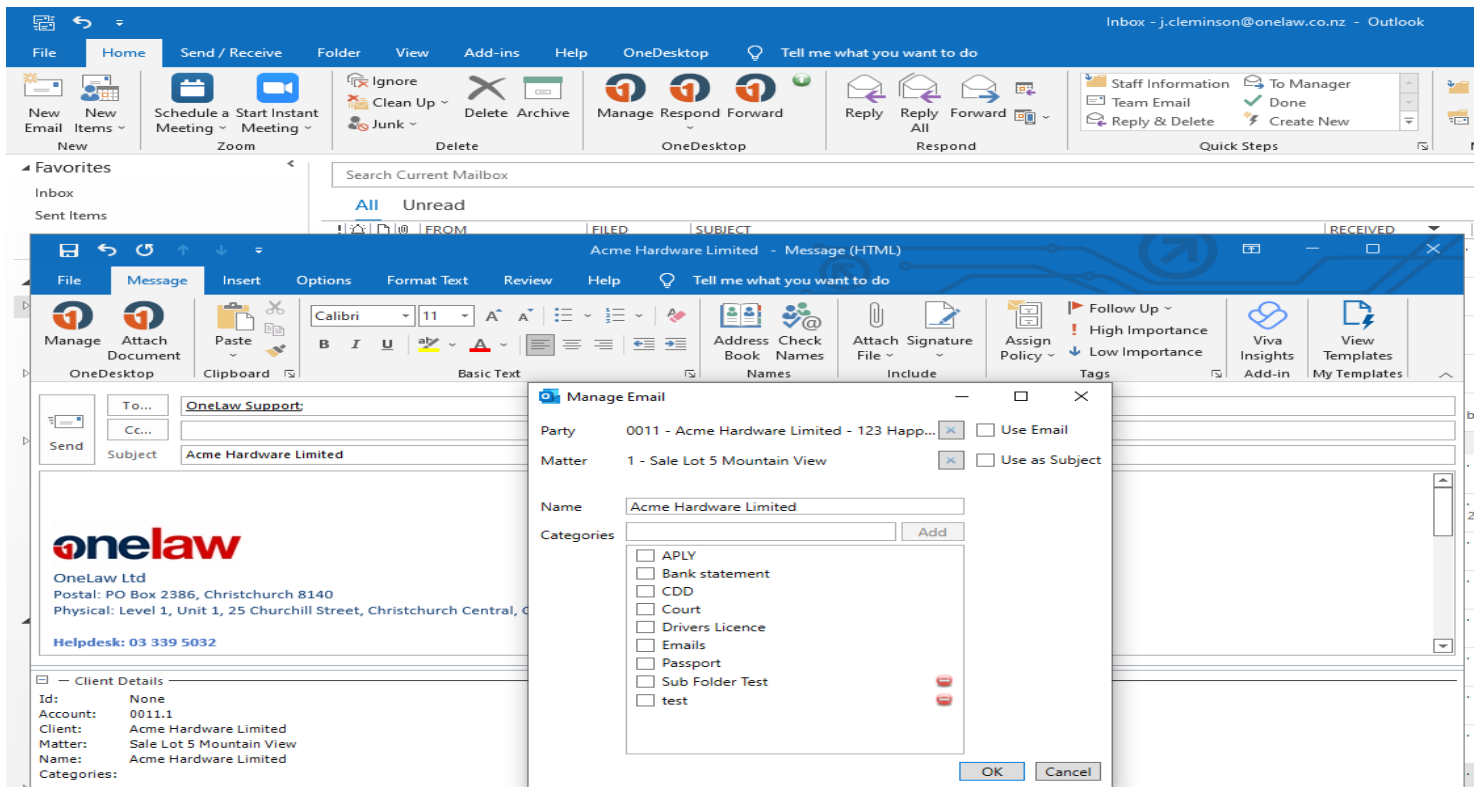 Inbox - j.cleminson@onelaw.co.nz - Outlook
File Home Send / Receive Folder View Add-ins Help OneDesktop Tell me what you want to do
New Email
New Items
New
Schedule a Meeting
Start Instant Meeting
Zoom
Ignore
Clean Up
Junk
Delete Archive
Delete
Manage Respond Forward
OneDesktop
Reply Reply All Forward
Respond
Staff Information To Manager
Team Email Done
Reply & Delete Create New
Quick Steps
Favorites
Inbox
Sent Items
Search Current Mailbox
All Unread
FROM FILED SUBJECT RECEIVED
Acme Hardware Limited - Message (HTML)
File Message Insert Options Format Text Review Help Tell me what you want to do
Manage
Attach Document
OneDesktop
Paste
Clipboard
Calibri 11 A A
B I U ab A
Basic Text
Address Book
Check Names
Names
Attach File
Signature
Include
Assign Policy
Follow Up
High Importance
Low Importance
Tags
Viva Insights
Add-in
View Templates
My Templates
Send
To... OneLaw Support;
Cc...
Subject Acme Hardware Limited
onelaw
OneLaw Ltd
Postal: PO Box 2386, Christchurch 8140
Physical: Level 1, Unit 1, 25 Churchill Street, Christchurch Central,
Helpdesk: 03 339 5032
Client Details
Id: None
Account: 0011.1
Client: Acme Hardware Limited
Matter: Sale Lot 5 Mountain View
Name: Acme Hardware Limited
Categories:
Manage Email
Party 0011 - Acme Hardware Limited - 123 Happ... Use Email
Matter 1 - Sale Lot 5 Mountain View Use as Subject
Name Acme Hardware Limited
Categories Add
APLY
Bank statement
CDD
Court
Drivers Licence
Emails
Passport
Sub Folder Test
test
OK Cancel